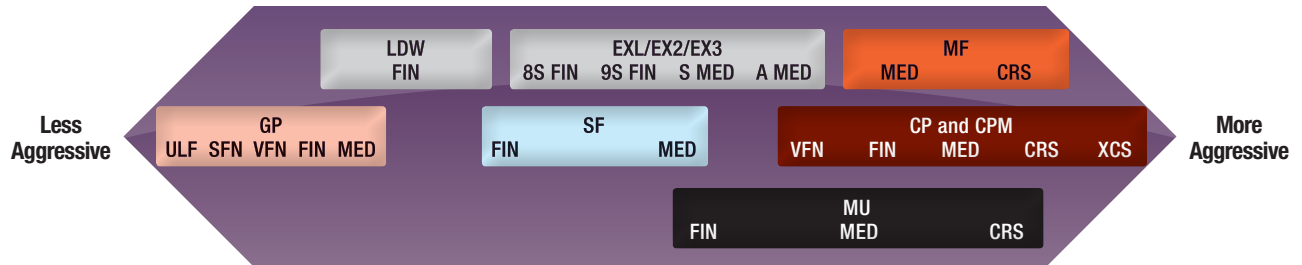 LDW
FIN
EXL/EX2/EX3
8S FIN 9S FIN S MED A MED
MF
MED CRS
Less
Aggressive
GP
ULF SFN VFN FIN MED
SF
FIN MED
CP and CPM
VFN FIN MED CRS XCS
More
Aggressive
MU
FIN MED CRS